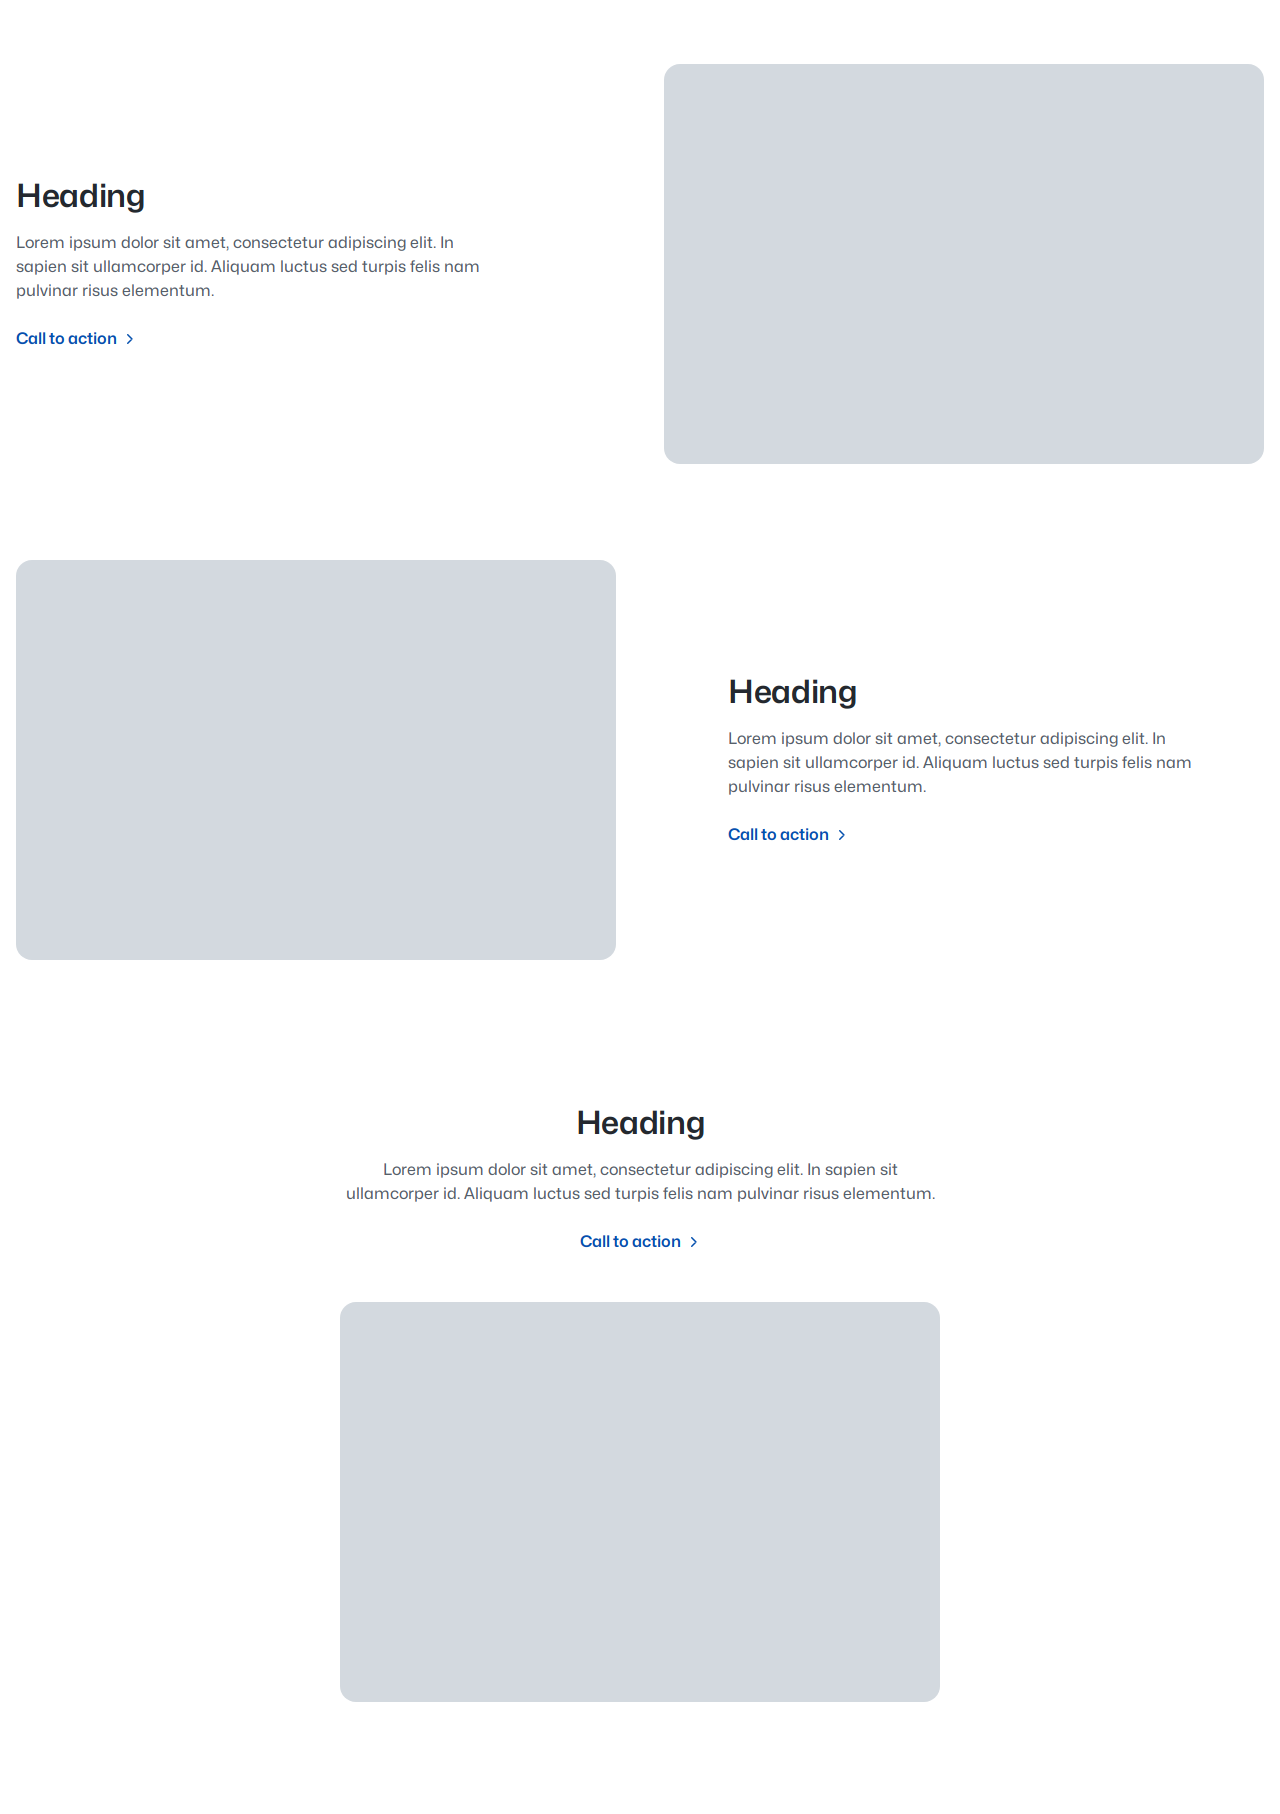 Heading
Lorem ipsum dolor sit amet, consectetur adipiscing elit. In
sapien sit ullamcorper id. Aliquam luctus sed turpis felis nam
pulvinar risus elementum.
Call to action
Heading
Lorem ipsum dolor sit amet, consectetur adipiscing elit. In
sapien sit ullamcorper id. Aliquam luctus sed turpis felis nam
pulvinar risus elementum.
Call to action
Heading
Lorem ipsum dolor sit amet, consectetur adipiscing elit. In sapien sit
ullamcorper id. Aliquam luctus sed turpis felis nam pulvinar risus elementum.
Call to action